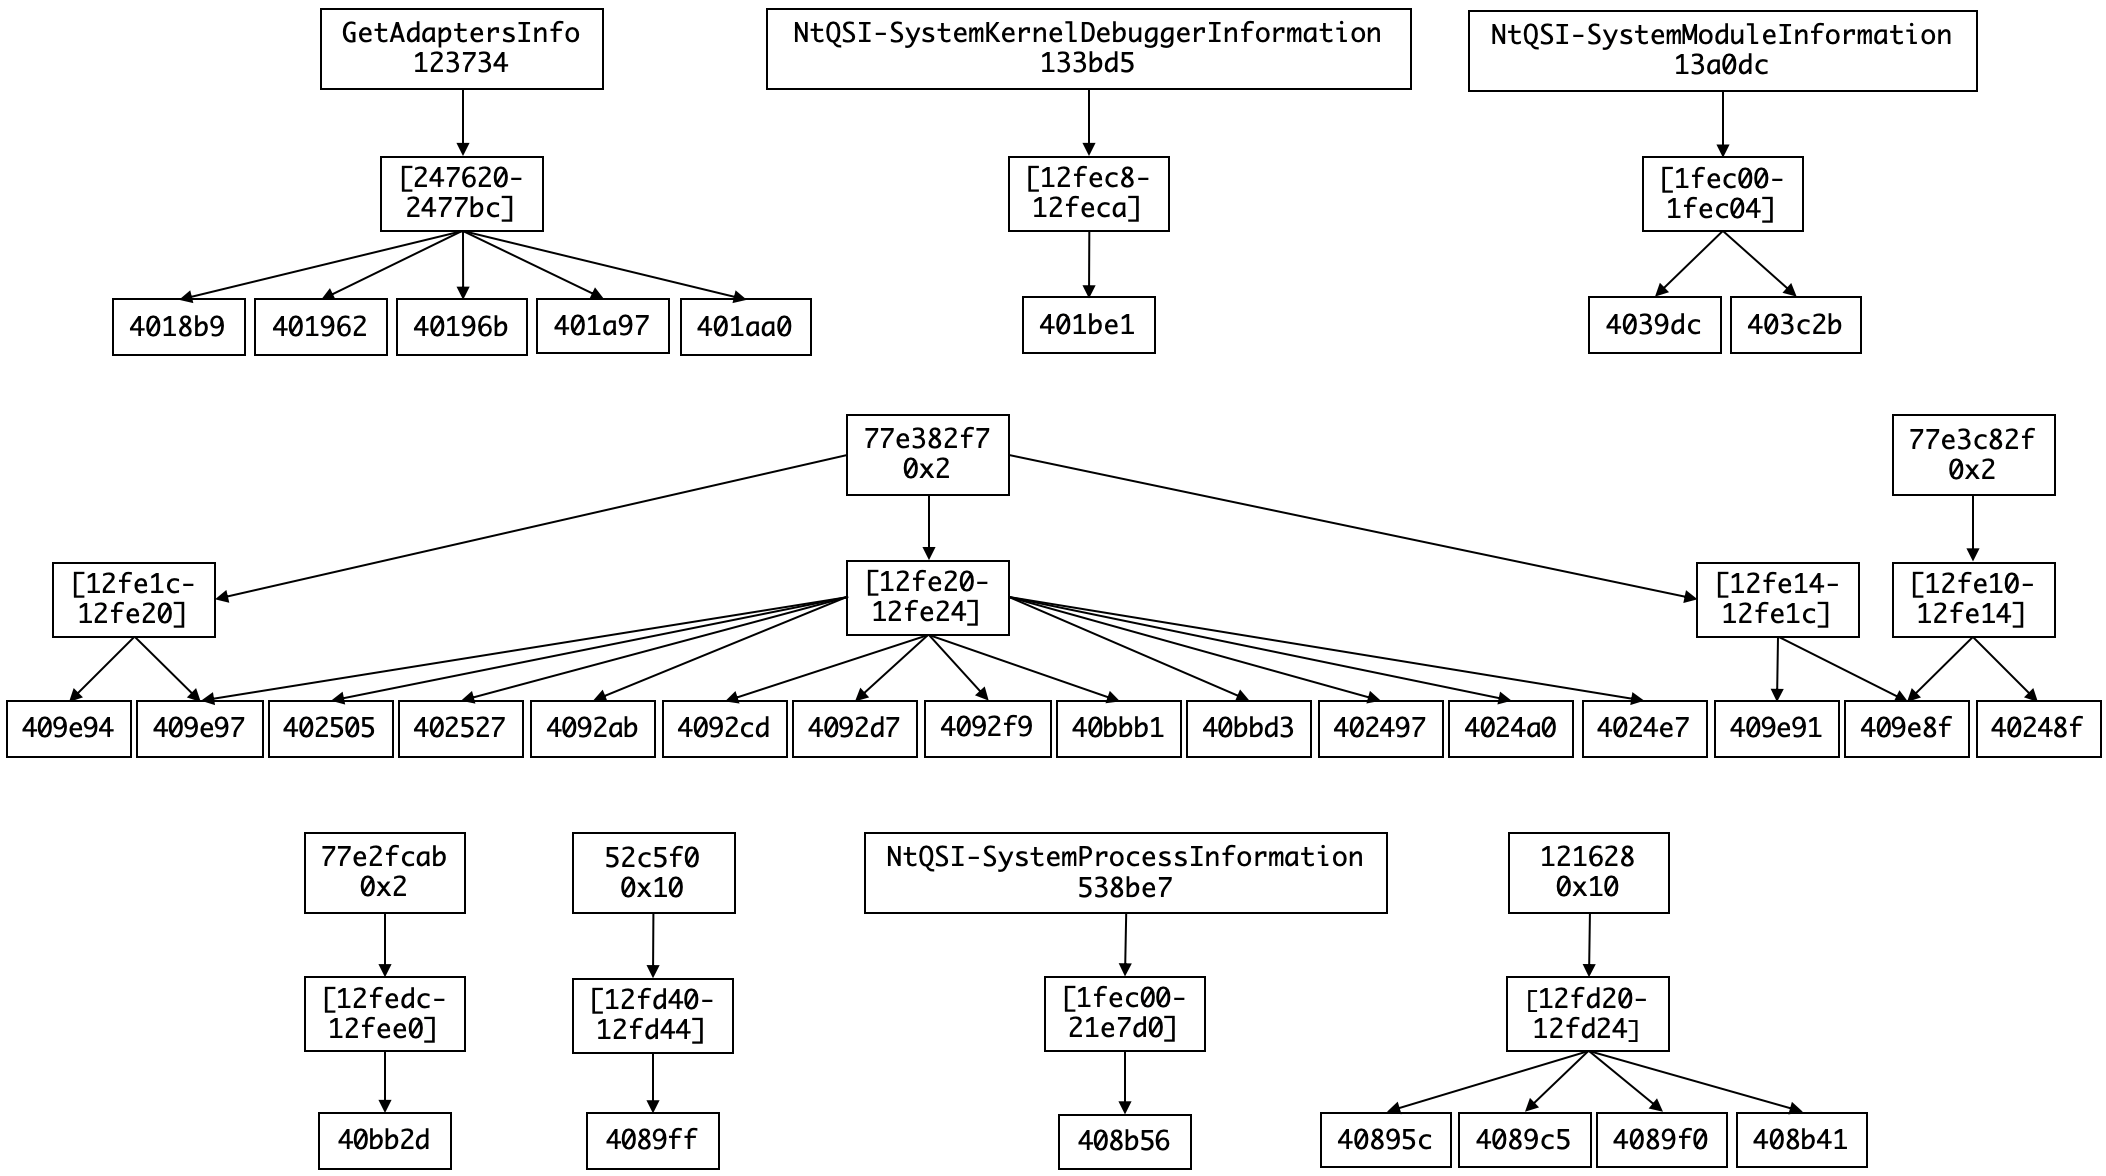 GetAdaptersInfo
123734
NtQSI-SystemKernelDebuggerInformation
133bd5
NtQSI-SystemModuleInformation
13a0dc
[247620-
2477bc]
[12fec8-
12feca]
[1fec00-
1fec04]
4018b9
401962
40196b
401a97
401aa0
401be1
4039dc
403c2b
77e382f7
0x2
77e3c82f
0x2
[12fe1c-
12fe20]
[12fe20-
12fe24]
[12fe14-
12fe1c]
[12fe10-
12fe14]
409e94
409e97
402505
402527
4092ab
4092cd
4092d7
4092f9
40bbb1
40bbd3
402497
4024a0
4024e7
409e91
409e8f
40248f
77e2fcab
0x2
52c5f0
0x10
NtQSI-SystemProcessInformation
538be7
121628
0x10
[12fedc-
12fee0]
[12fd40-
12fd44]
[1fec00-
21e7d0]
[12fd20-
12fd24]
40bb2d
4089ff
408b56
40895c
4089c5
4089f0
408b41